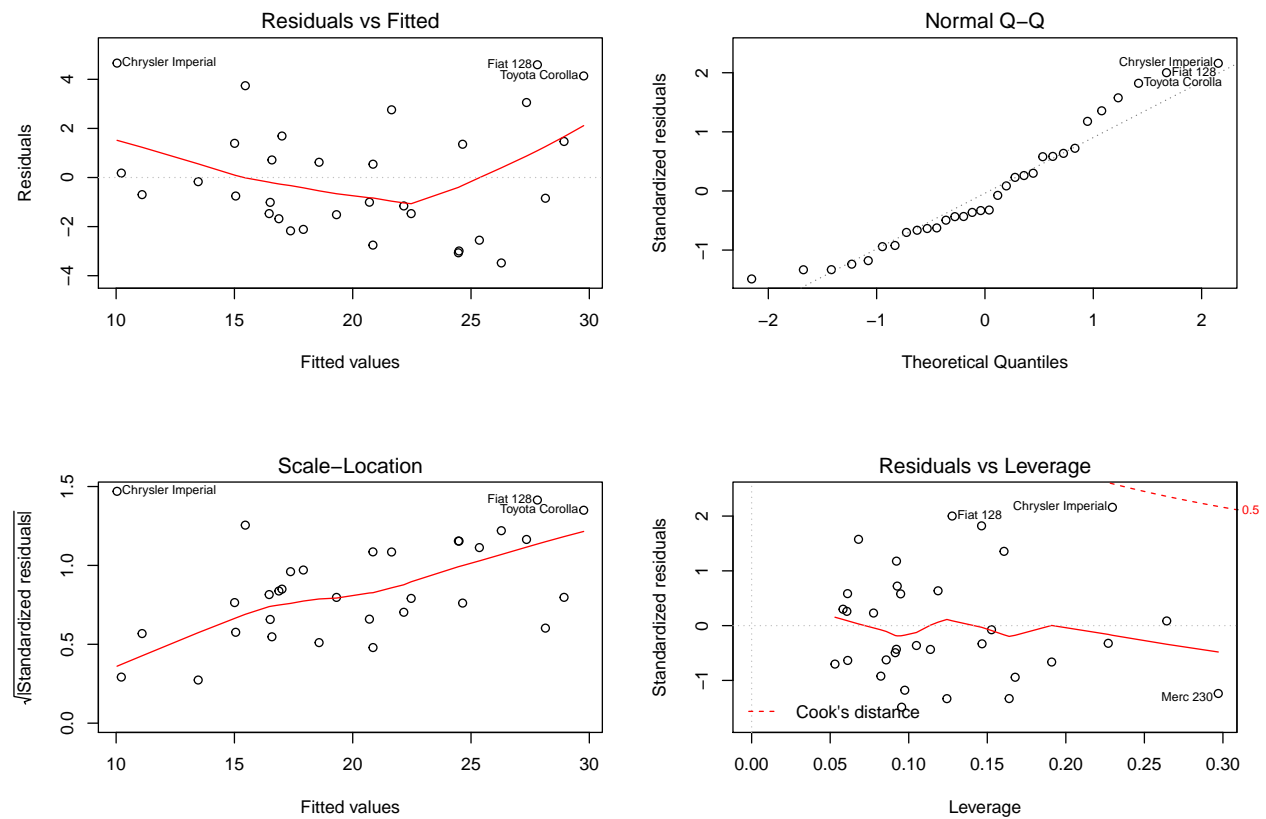 Residuals vs Fitted
Residuals
4
2
0
−2
−4
Chrysler Imperial
Fiat 128
Toyota Corolla
10 15 20 25 30
Fitted values
Normal Q−Q
Standardized residuals
2
1
0
−1
Chrysler Imperial
Fiat 128
Toyota Corolla
−2 −1 0 1 2
Theoretical Quantiles
Scale−Location
√|Standardized residuals|
1.5
1.0
0.5
0.0
Chrysler Imperial
Fiat 128
Toyota Corolla
10 15 20 25 30
Fitted values
Residuals vs Leverage
Standardized residuals
2
1
0
−1
Fiat 128
Chrysler Imperial
0.5
Merc 230
Cook's distance
0.00 0.05 0.10 0.15 0.20 0.25 0.30
Leverage